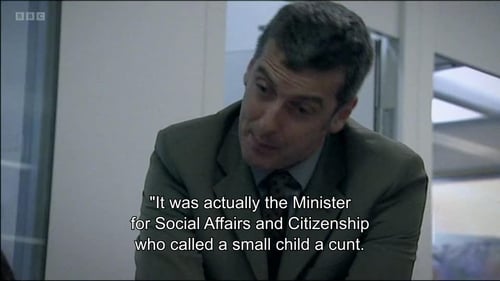 BBC
"It was actually the Minister
for Social Affairs and Citizenship
who called a small child a cunt.